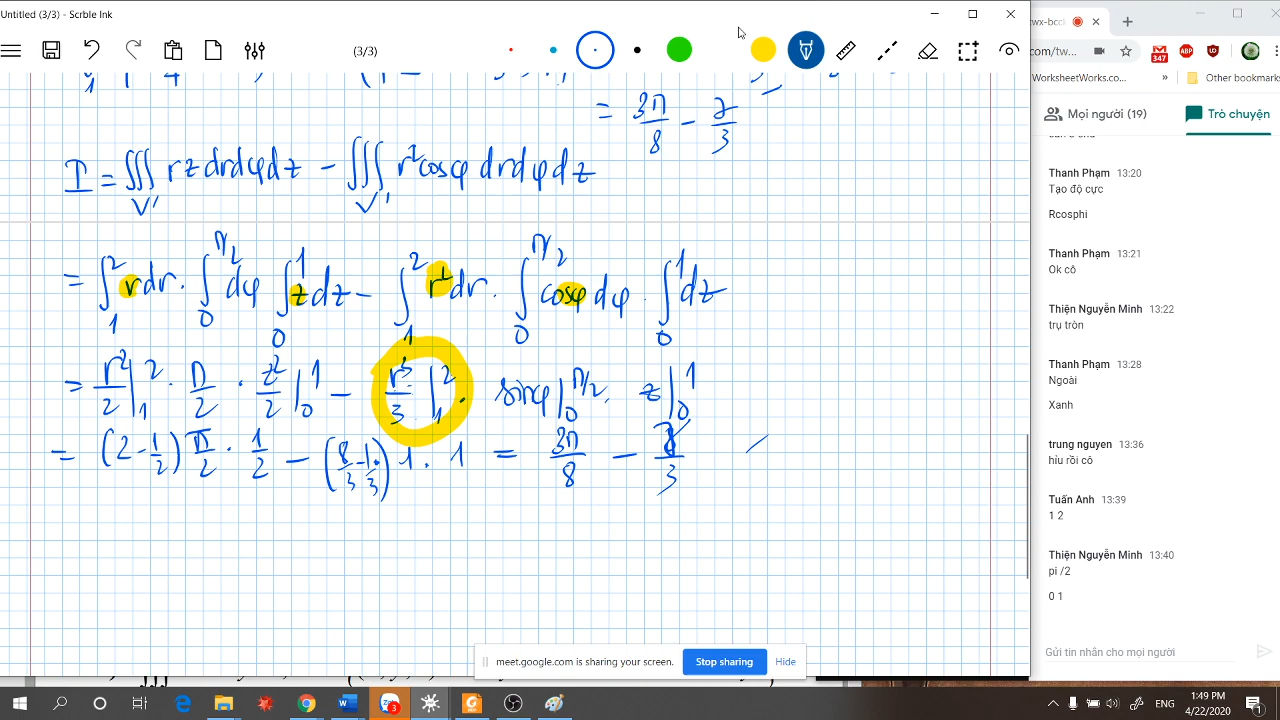 Untitled (3/3) - Scrble Ink
(3/3)
= 3π/8 - 7/3
I = ∭V' rz dr dφ dz - ∭V' r² cosφ dr dφ dz
= ∫₁² r dr . ∫₀^π/2 dφ ∫₀¹ z dz - ∫₁² r² dr . ∫₀^π/2 cosφ dφ . ∫₀¹ dz
= r²/2 |₁² . π/2 . z²/2 |₀¹ - r³/3 |₁² . sinφ |₀^π/2 . z |₀¹
= (2 - 1/2) π/2 . 1/2 - (8/3 - 1/3) . 1 . 1 = 3π/8 -
com/tw...
347
WorksheetWorks.co...
»
Other bookmarks
Mọi người (19)
Trò chuyện
Thanh Phạm 13:20
Tạo độ cực
Rcosphi
Thanh Phạm 13:21
Ok cô
Thiện Nguyễn Minh 13:22
trụ tròn
Thanh Phạm 13:28
Ngoài
Xanh
trung nguyen 13:36
hỉu rồi cô
Tuấn Anh 13:39
1 2
Thiện Nguyễn Minh 13:40
pi /2
0 1
Gửi tin nhắn cho mọi người
meet.google.com is sharing your screen.
Stop sharing
Hide
3
ENG
1:49 PM
4/22/2020
1